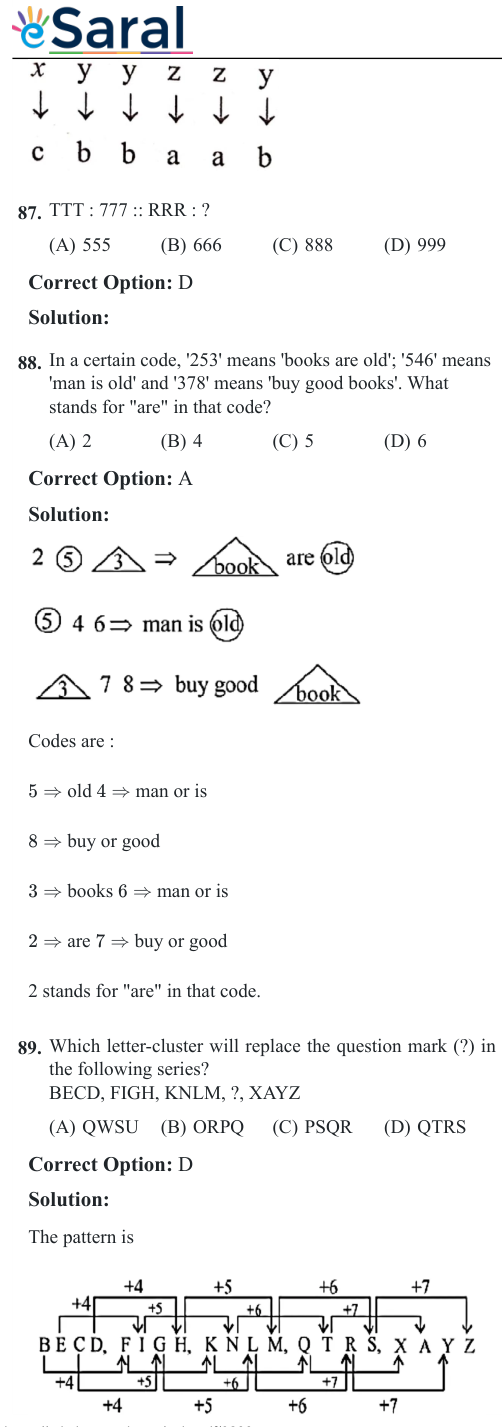 eSaral
x y y z z y
↓ ↓ ↓ ↓ ↓ ↓
c b b a a b
87. TTT : 777 :: RRR : ?
(A) 555 (B) 666 (C) 888 (D) 999
Correct Option: D
Solution:
88. In a certain code, '253' means 'books are old'; '546' means
'man is old' and '378' means 'buy good books'. What
stands for "are" in that code?
(A) 2 (B) 4 (C) 5 (D) 6
Correct Option: A
Solution:
2 5 3 ⇒ book are old
5 4 6 ⇒ man is old
3 7 8 ⇒ buy good book
Codes are :
5 ⇒ old 4 ⇒ man or is
8 ⇒ buy or good
3 ⇒ books 6 ⇒ man or is
2 ⇒ are 7 ⇒ buy or good
2 stands for "are" in that code.
89. Which letter-cluster will replace the question mark (?) in
the following series?
BECD, FIGH, KNLM, ?, XAYZ
(A) QWSU (B) ORPQ (C) PSQR (D) QTRS
Correct Option: D
Solution:
The pattern is
+4 +5 +6 +7
+4 +5 +6 +7
B E C D, F I G H, K N L M, Q T R S, X A Y Z
+4 +5 +6 +7
+4 +5 +6 +7